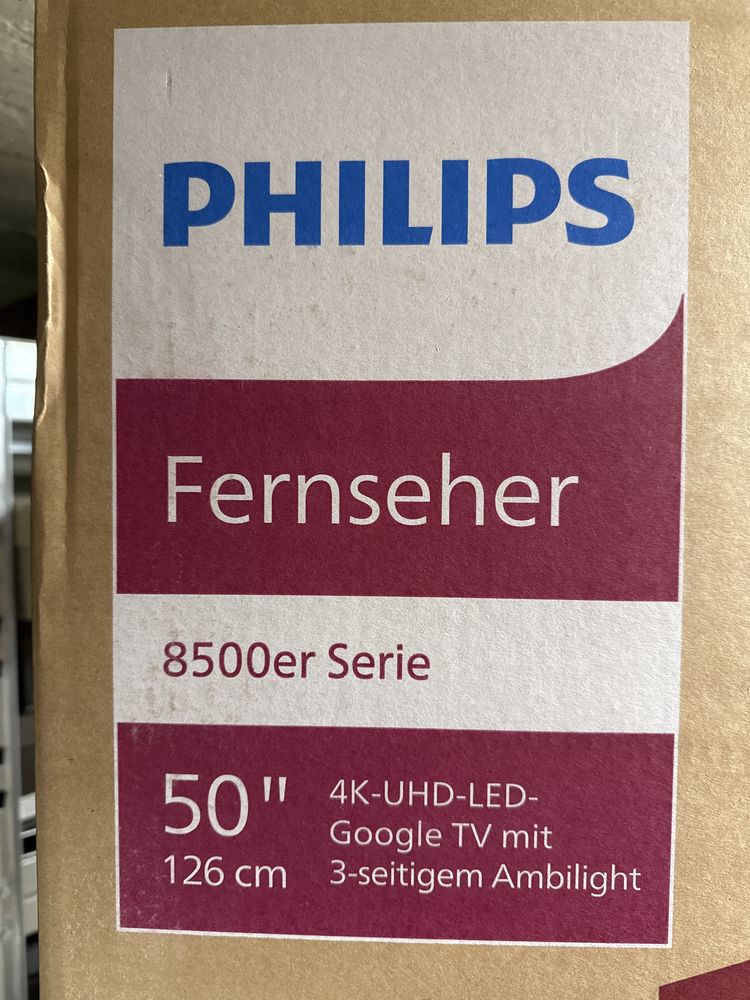 PHILIPS
Fernseher
8500er Serie
50"
126 cm
4K-UHD-LED-
Google TV mit
3-seitigem Ambilight